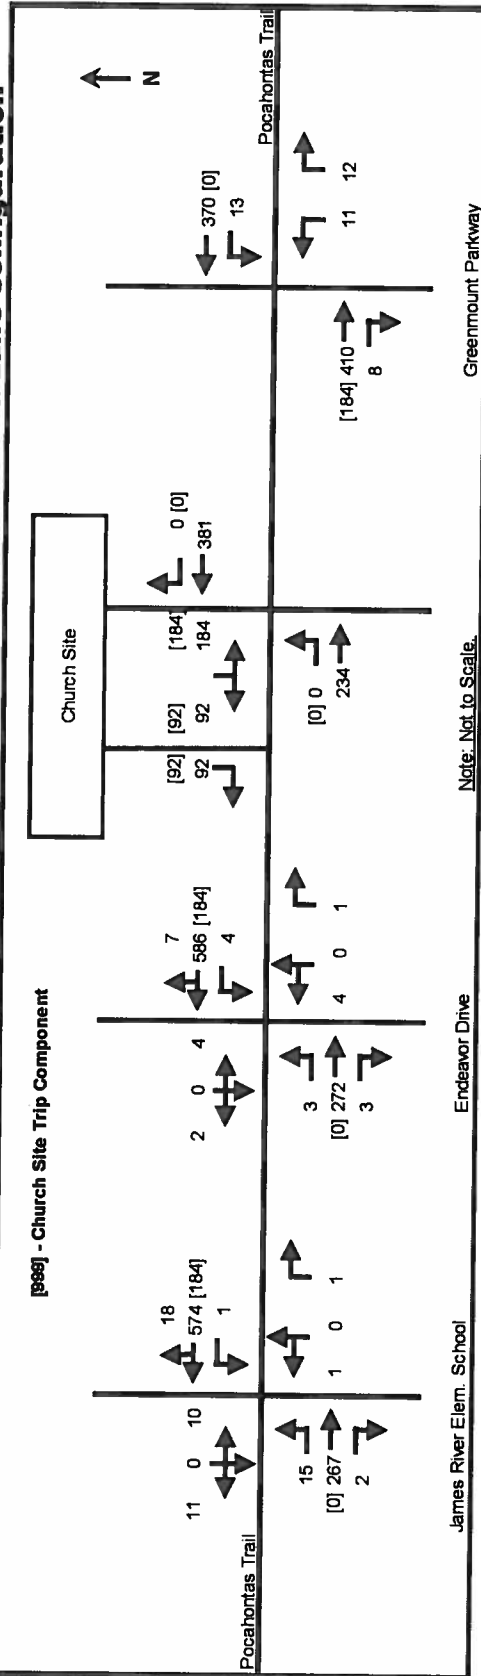 [999] - Church Site Trip Component
N
Church Site
Pocahontas Trail
11 0 10
18
574 [184]
1
15
[0] 267
2
1 0 1
James River Elem. School
2 0 4
7
586 [184]
4
3
[0] 272
3
4 0 1
Endeavor Drive
[92]
92
[92] [184]
92 184
0 [0]
381
[0] 0
234
Note: Not to Scale.
370 [0]
13
Pocahontas Trail
[184] 410
8
11 12
Greenmount Parkway